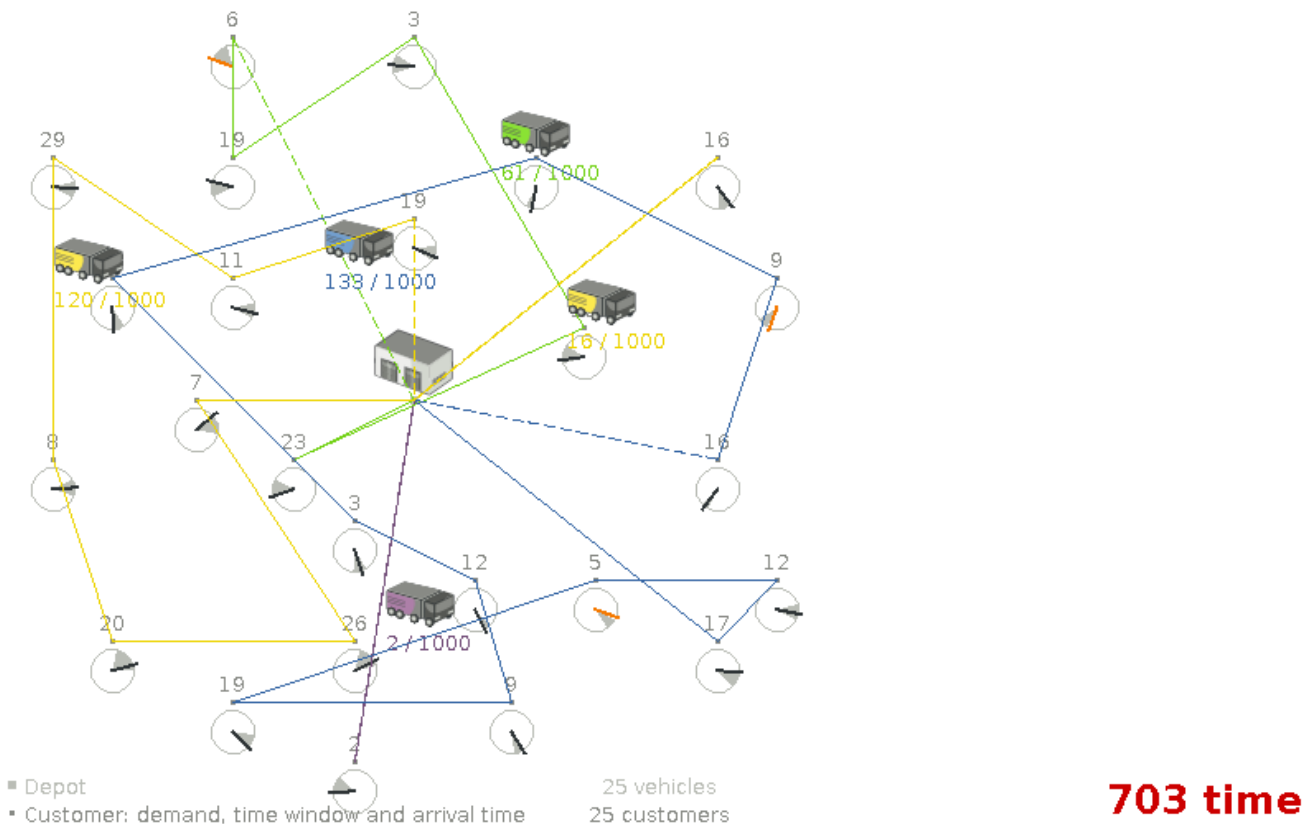 6
3
29
19
16
61 / 1000
19
11
9
133 / 1000
120 / 1000
16 / 1000
7
8
23
16
3
12
5
12
20
26
17
2 / 1000
19
9
2
Depot
25 vehicles
Customer: demand, time window and arrival time
25 customers
703 time